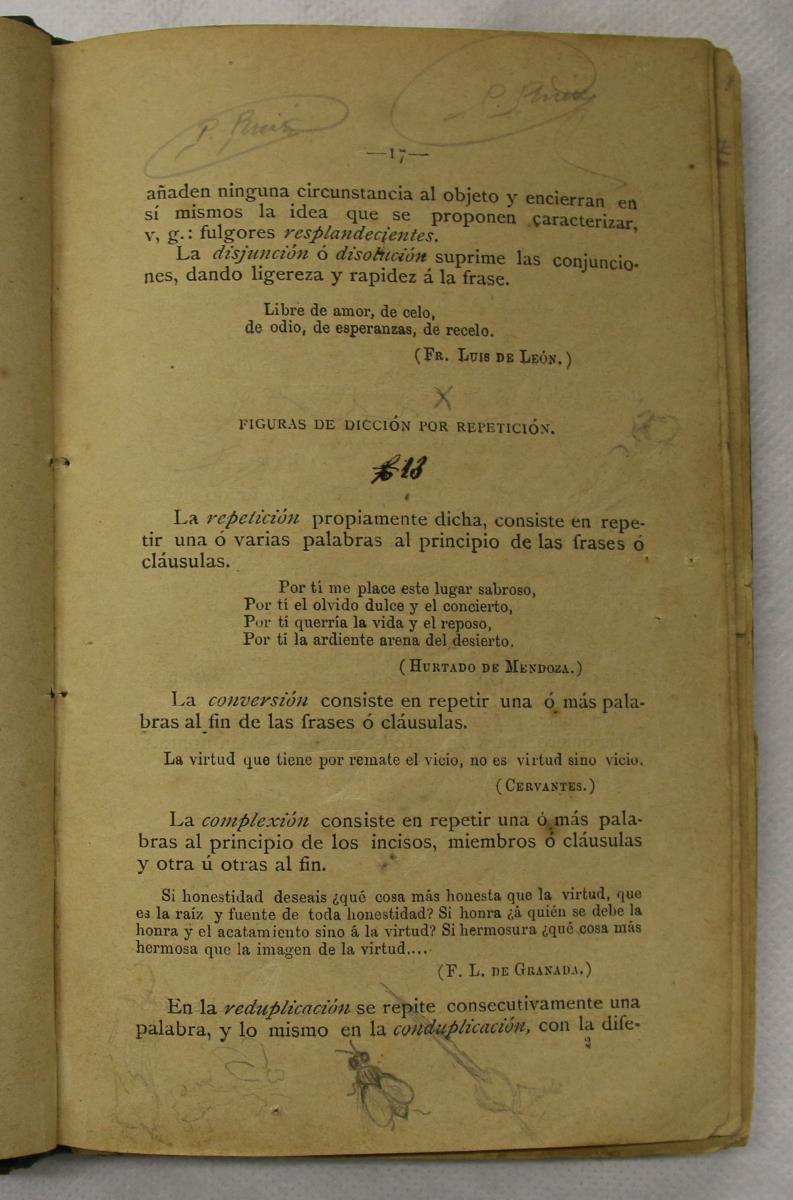 P. Ruiz
P. Ruiz
—17—
añaden ninguna circunstancia al objeto y encierran en
sí mismos la idea que se proponen caracterizar,
v, g.: fulgores resplandecientes.
La disjunción ó disolución suprime las conjuncio-
nes, dando ligereza y rapidez á la frase.
Libre de amor, de celo,
de odio, de esperanzas, de recelo.
(Fr. Luis de León.)
X
FIGURAS DE DICCIÓN POR REPETICIÓN.
13
La repetición propiamente dicha, consiste en repe-
tir una ó varias palabras al principio de las frases ó
cláusulas.
Por tí me place este lugar sabroso,
Por tí el olvido dulce y el concierto,
Por tí querría la vida y el reposo,
Por tí la ardiente arena del desierto.
(Hurtado de Mendoza.)
La conversión consiste en repetir una ó más pala-
bras al fin de las frases ó cláusulas.
La virtud que tiene por remate el vicio, no es virtud sino vicio.
(Cervantes.)
La complexión consiste en repetir una ó más pala-
bras al principio de los incisos, miembros ó cláusulas
y otra ú otras al fin.
Si honestidad deseais ¿qué cosa más honesta que la virtud, que
es la raíz y fuente de toda honestidad? Si honra ¿á quién se debe la
honra y el acatamiento sino á la virtud? Si hermosura ¿qué cosa más
hermosa que la imagen de la virtud....
(F. L. de Granada.)
En la reduplicación se repite consecutivamente una
palabra, y lo mismo en la conduplicación, con la dife-
2